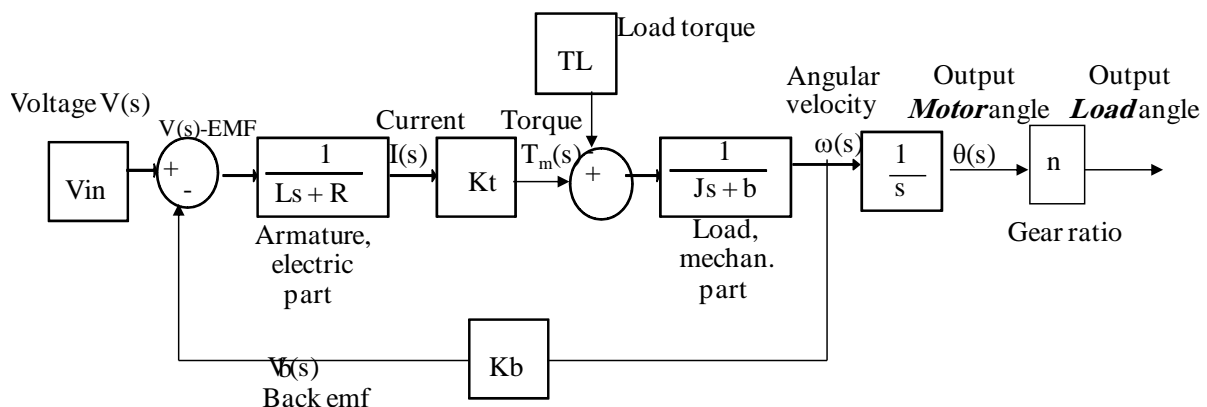 Load torque
TL
Voltage V(s)
V(s)-EMF
Vin
+
-
1
Ls + R
Armature,
electric
part
Current
I(s)
Kt
Torque
Tm(s)
-
+
1
Js + b
Load,
mechan.
part
Angular
velocity
ω(s)
1
s
Output
Motor angle
θ(s)
n
Gear ratio
Output
Load angle
Kb
Vb(s)
Back emf